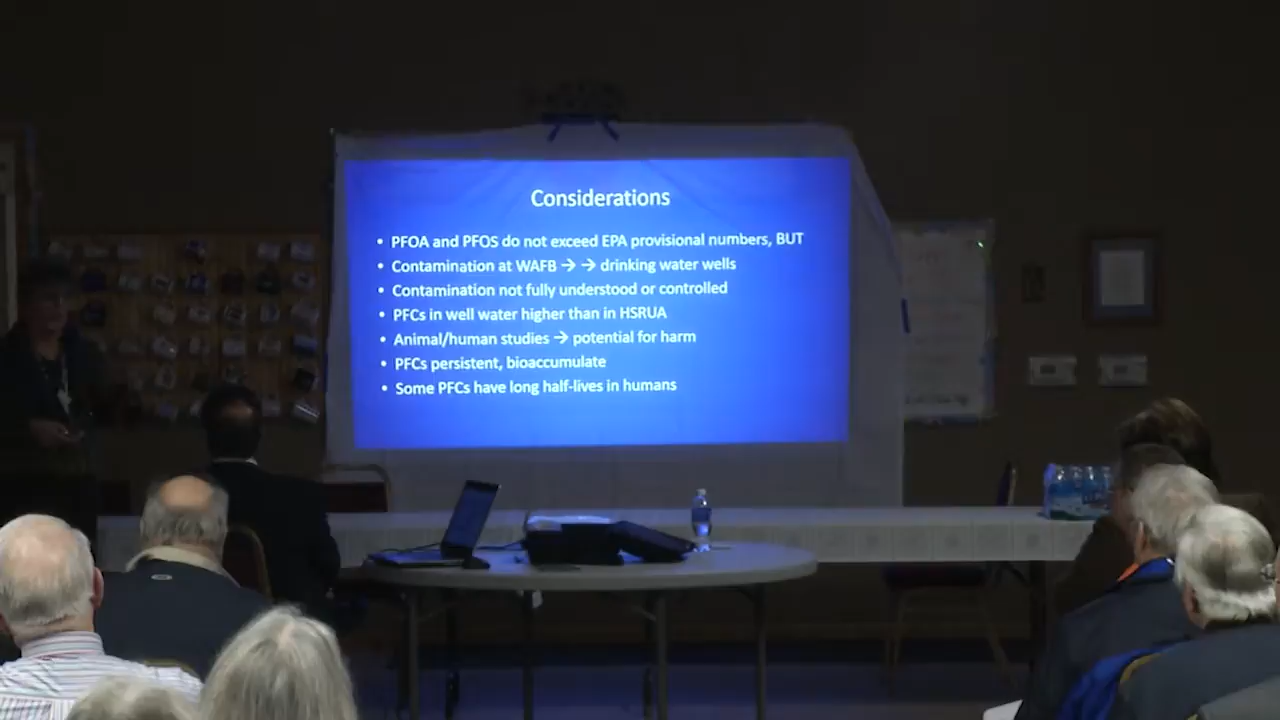 Considerations
• PFOA and PFOS do not exceed EPA provisional numbers, BUT
• Contamination at WAFB → → drinking water wells
• Contamination not fully understood or controlled
• PFCs in well water higher than in HSRUA
• Animal/human studies → potential for harm
• PFCs persistent, bioaccumulate
• Some PFCs have long half-lives in humans